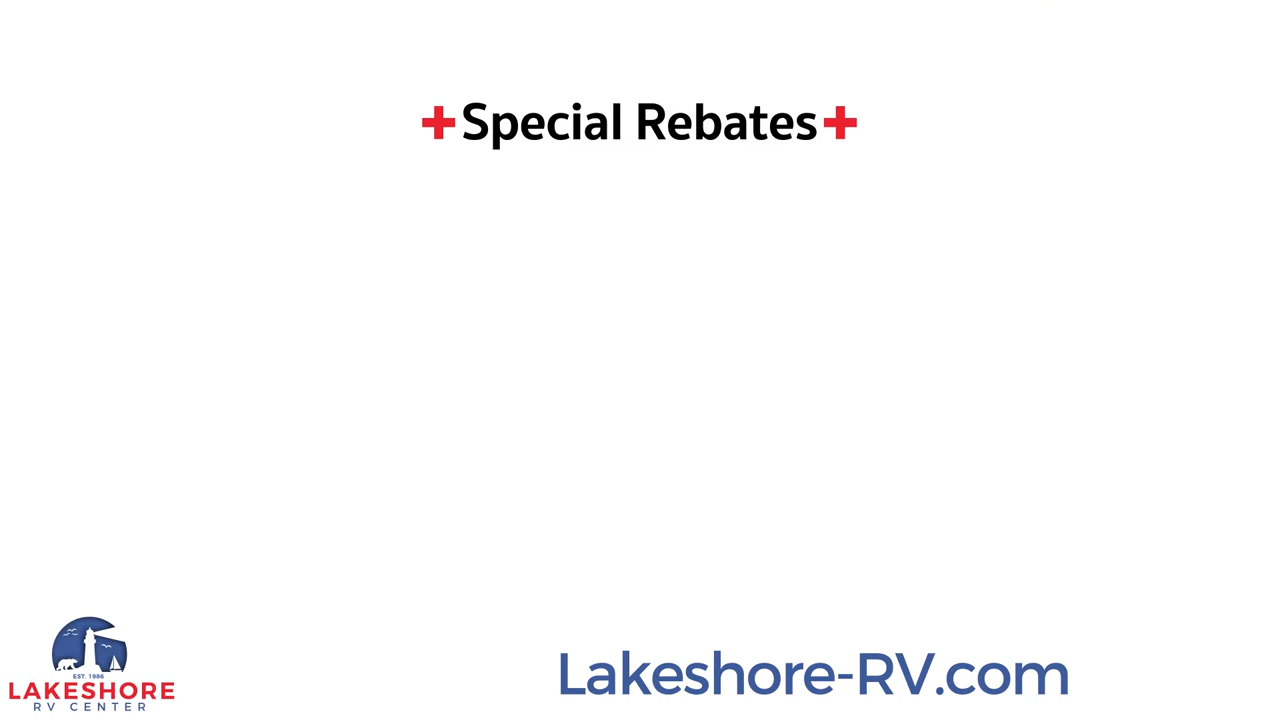 +Special Rebates+
EST. 1986
LAKESHORE
RV CENTER
Lakeshore-RV.com